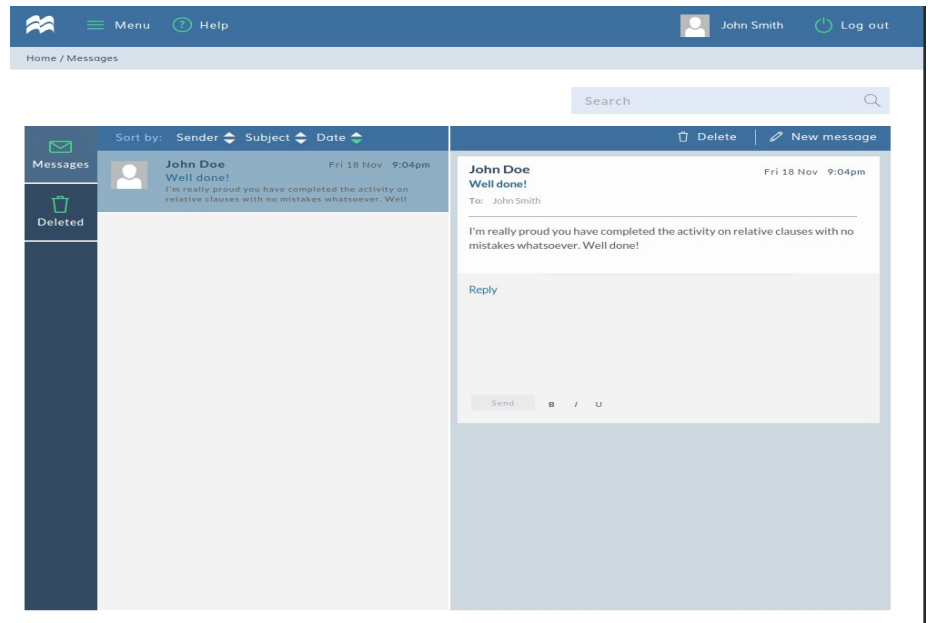 Menu ? Help John Smith Log out
Home / Messages
Search
Messages
Deleted
Sort by: Sender Subject Date
John Doe Fri 18 Nov 9:04pm
Well done!
I'm really proud you have completed the activity on
relative clauses with no mistakes whatsoever. Well
Delete New message
John Doe Fri 18 Nov 9:04pm
Well done!
To: John Smith
I'm really proud you have completed the activity on relative clauses with no
mistakes whatsoever. Well done!
Reply
Send B I U